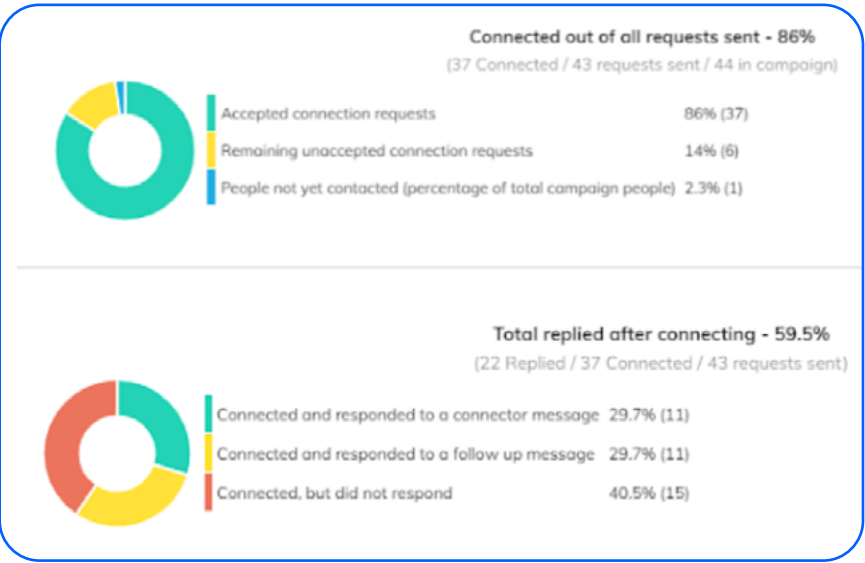 Connected out of all requests sent - 86%
(37 Connected / 43 requests sent / 44 in campaign)
Accepted connection requests 86% (37)
Remaining unaccepted connection requests 14% (6)
People not yet contacted (percentage of total campaign people) 2.3% (1)
Total replied after connecting - 59.5%
(22 Replied / 37 Connected / 43 requests sent)
Connected and responded to a connector message 29.7% (11)
Connected and responded to a follow up message 29.7% (11)
Connected, but did not respond 40.5% (15)